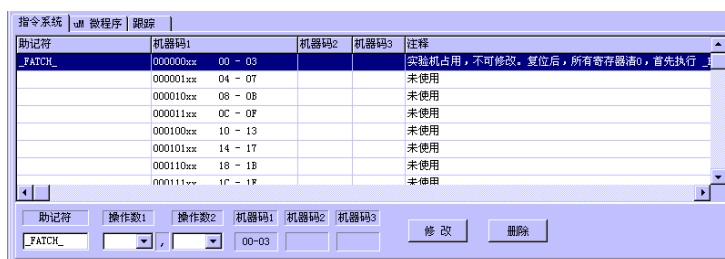 指令系统 uM 微程序 跟踪
助记符 机器码1 机器码2 机器码3 注释
_FATCH_ 000000xx 00 - 03 实验机占用，不可修改。复位后，所有寄存器清0，首先执行
000001xx 04 - 07 未使用
000010xx 08 - 0B 未使用
000011xx 0C - 0F 未使用
000100xx 10 - 13 未使用
000101xx 14 - 17 未使用
000110xx 18 - 1B 未使用
000111xx 1C - 1F 未使用
助记符 操作数1 操作数2 机器码1 机器码2 机器码3
_FATCH_ , 00-03 修 改 删除